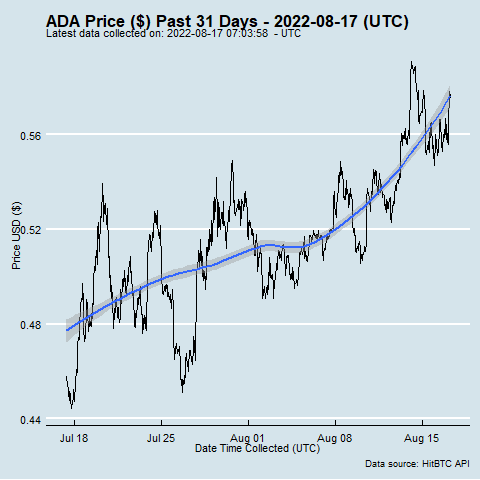 ADA Price ($) Past 31 Days - 2022-08-17 (UTC)
Latest data collected on: 2022-08-17 07:03:58 - UTC
Price USD ($)
0.56
0.52
0.48
0.44
Jul 18 Jul 25 Aug 01 Aug 08 Aug 15
Date Time Collected (UTC)
Data source: HitBTC API